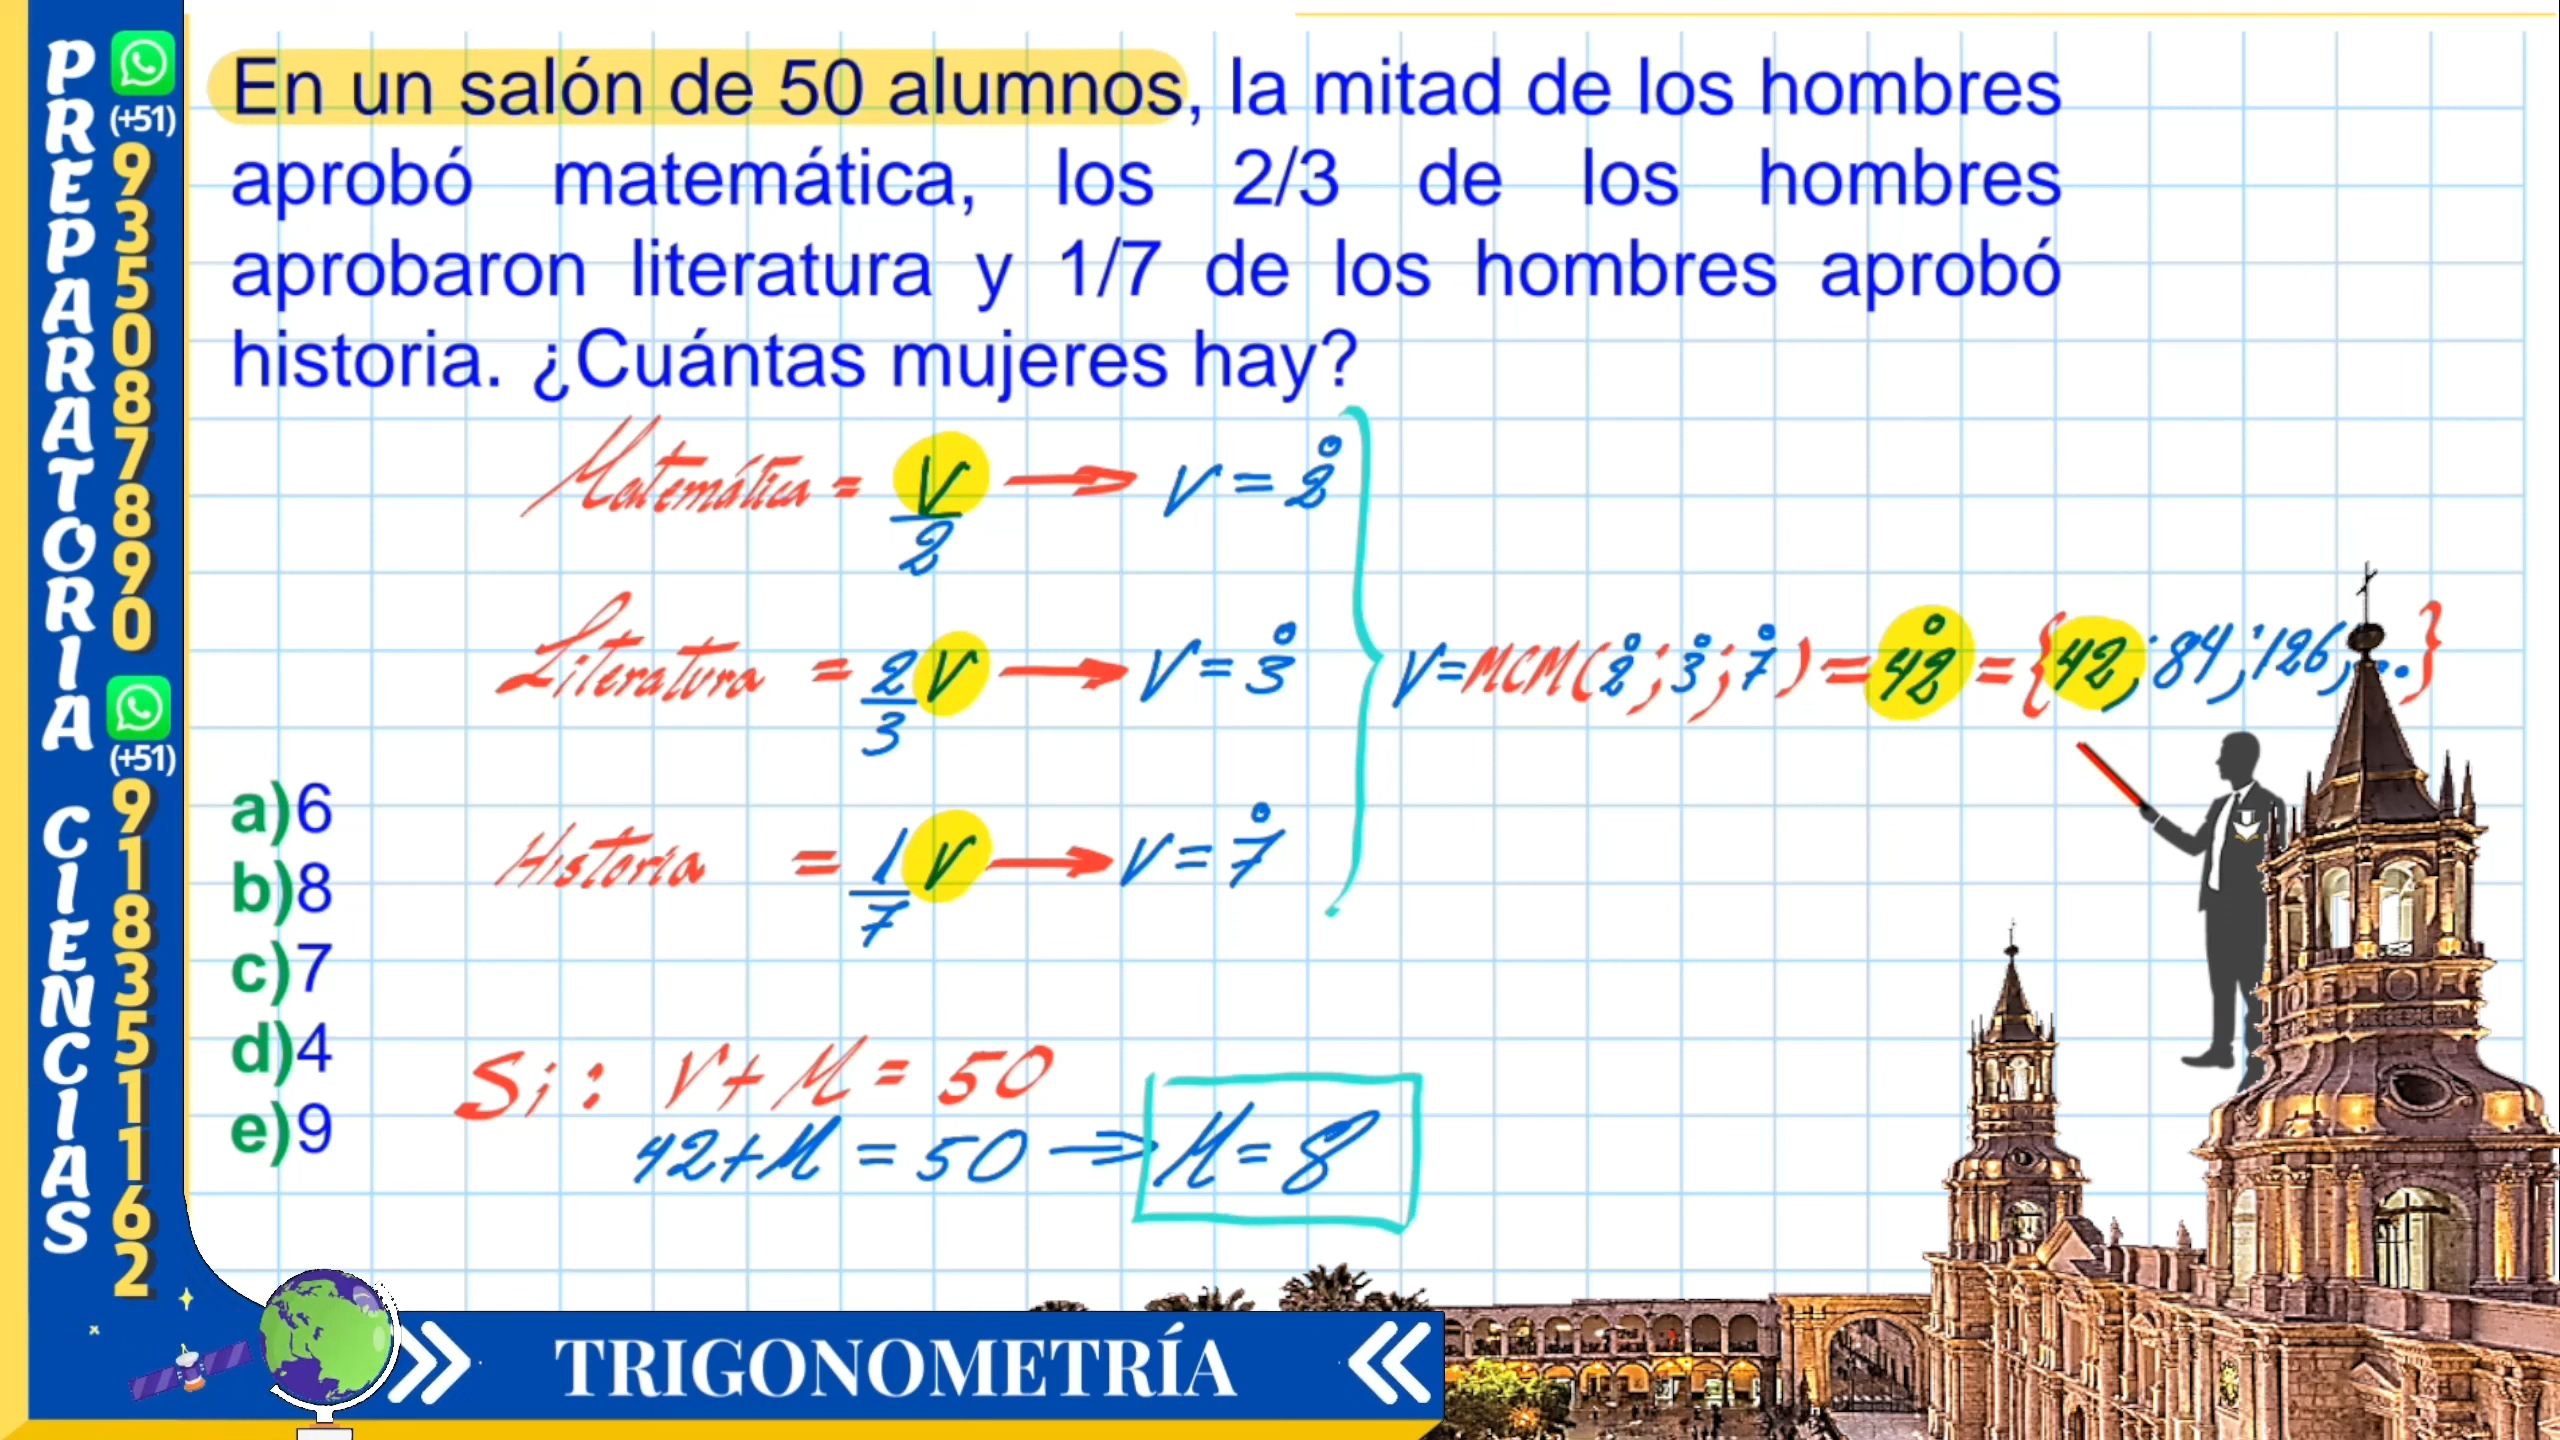 PREPARATORIA CIENCIAS
(+51)
935087890
(+51)
918351162
En un salón de 50 alumnos, la mitad de los hombres
aprobó matemática, los 2/3 de los hombres
aprobaron literatura y 1/7 de los hombres aprobó
historia. ¿Cuántas mujeres hay?
Matemática = V/2 → V = 2̊
Literatura = 2/3 V → V = 3̊
V = MCM(2̊; 3̊; 7̊) = 42̊ = {42; 84; 126; ...}
Historia = 1/7 V → V = 7̊
a)6
b)8
c)7
d)4
e)9
Si: V + M = 50
42 + M = 50 ⇒ M = 8
TRIGONOMETRÍA